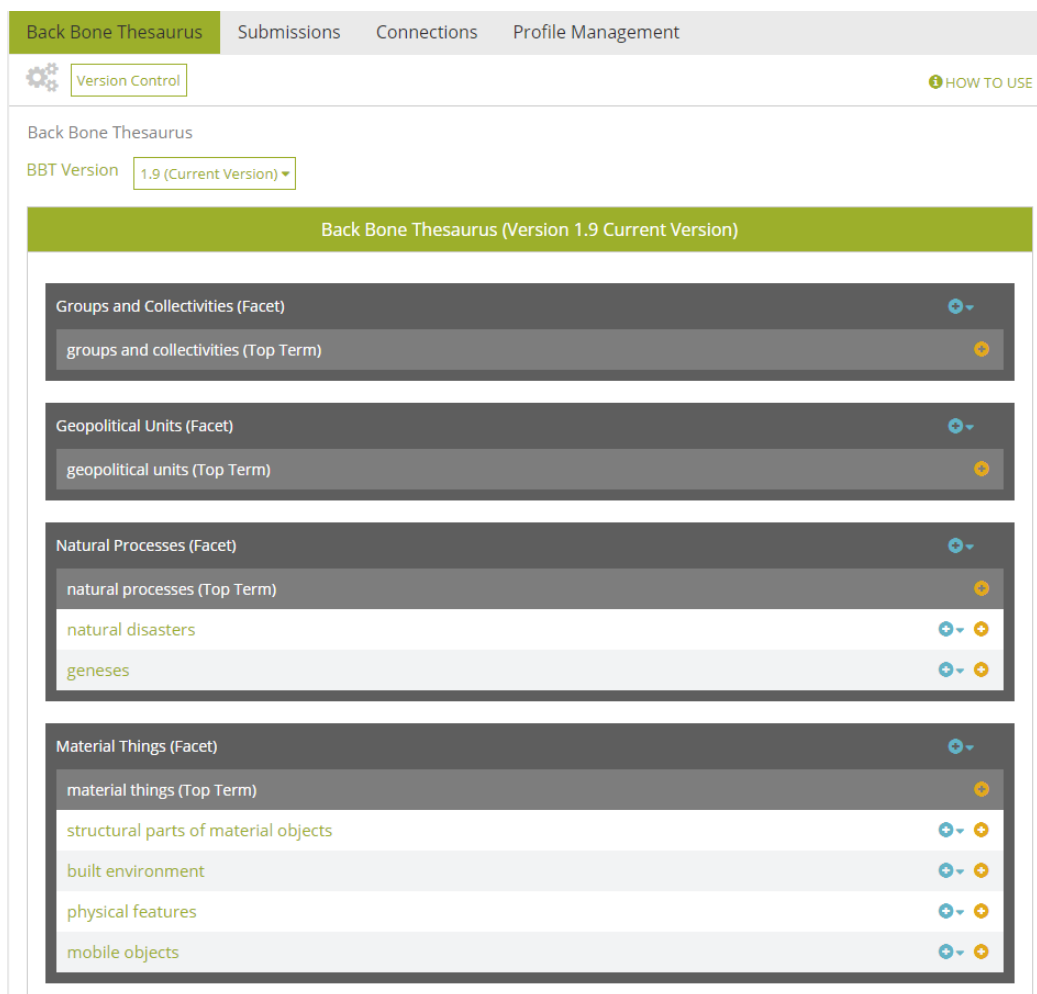 Back Bone Thesaurus Submissions Connections Profile Management
Version Control HOW TO USE
Back Bone Thesaurus
BBT Version 1.9 (Current Version)
Back Bone Thesaurus (Version 1.9 Current Version)
Groups and Collectivities (Facet)
groups and collectivities (Top Term)
Geopolitical Units (Facet)
geopolitical units (Top Term)
Natural Processes (Facet)
natural processes (Top Term)
natural disasters
geneses
Material Things (Facet)
material things (Top Term)
structural parts of material objects
built environment
physical features
mobile objects